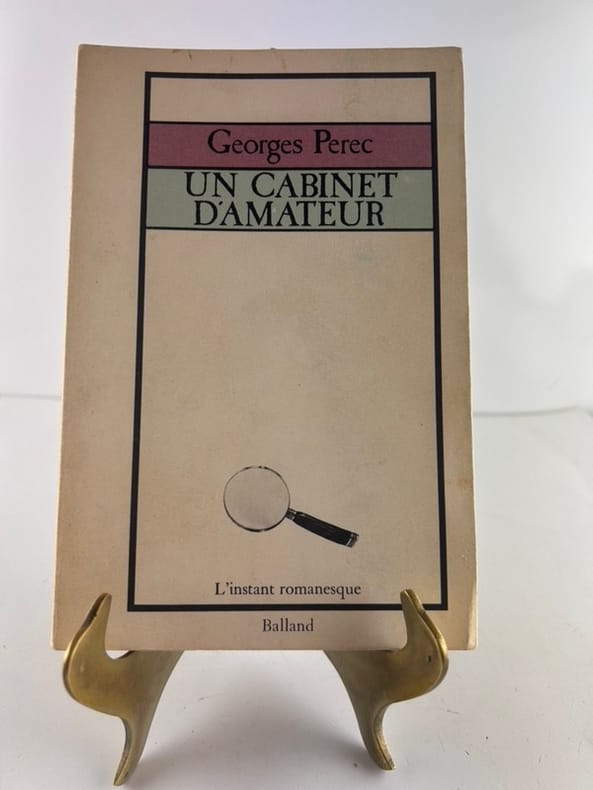 Georges Perec
UN CABINET
D'AMATEUR
L'instant romanesque
Balland